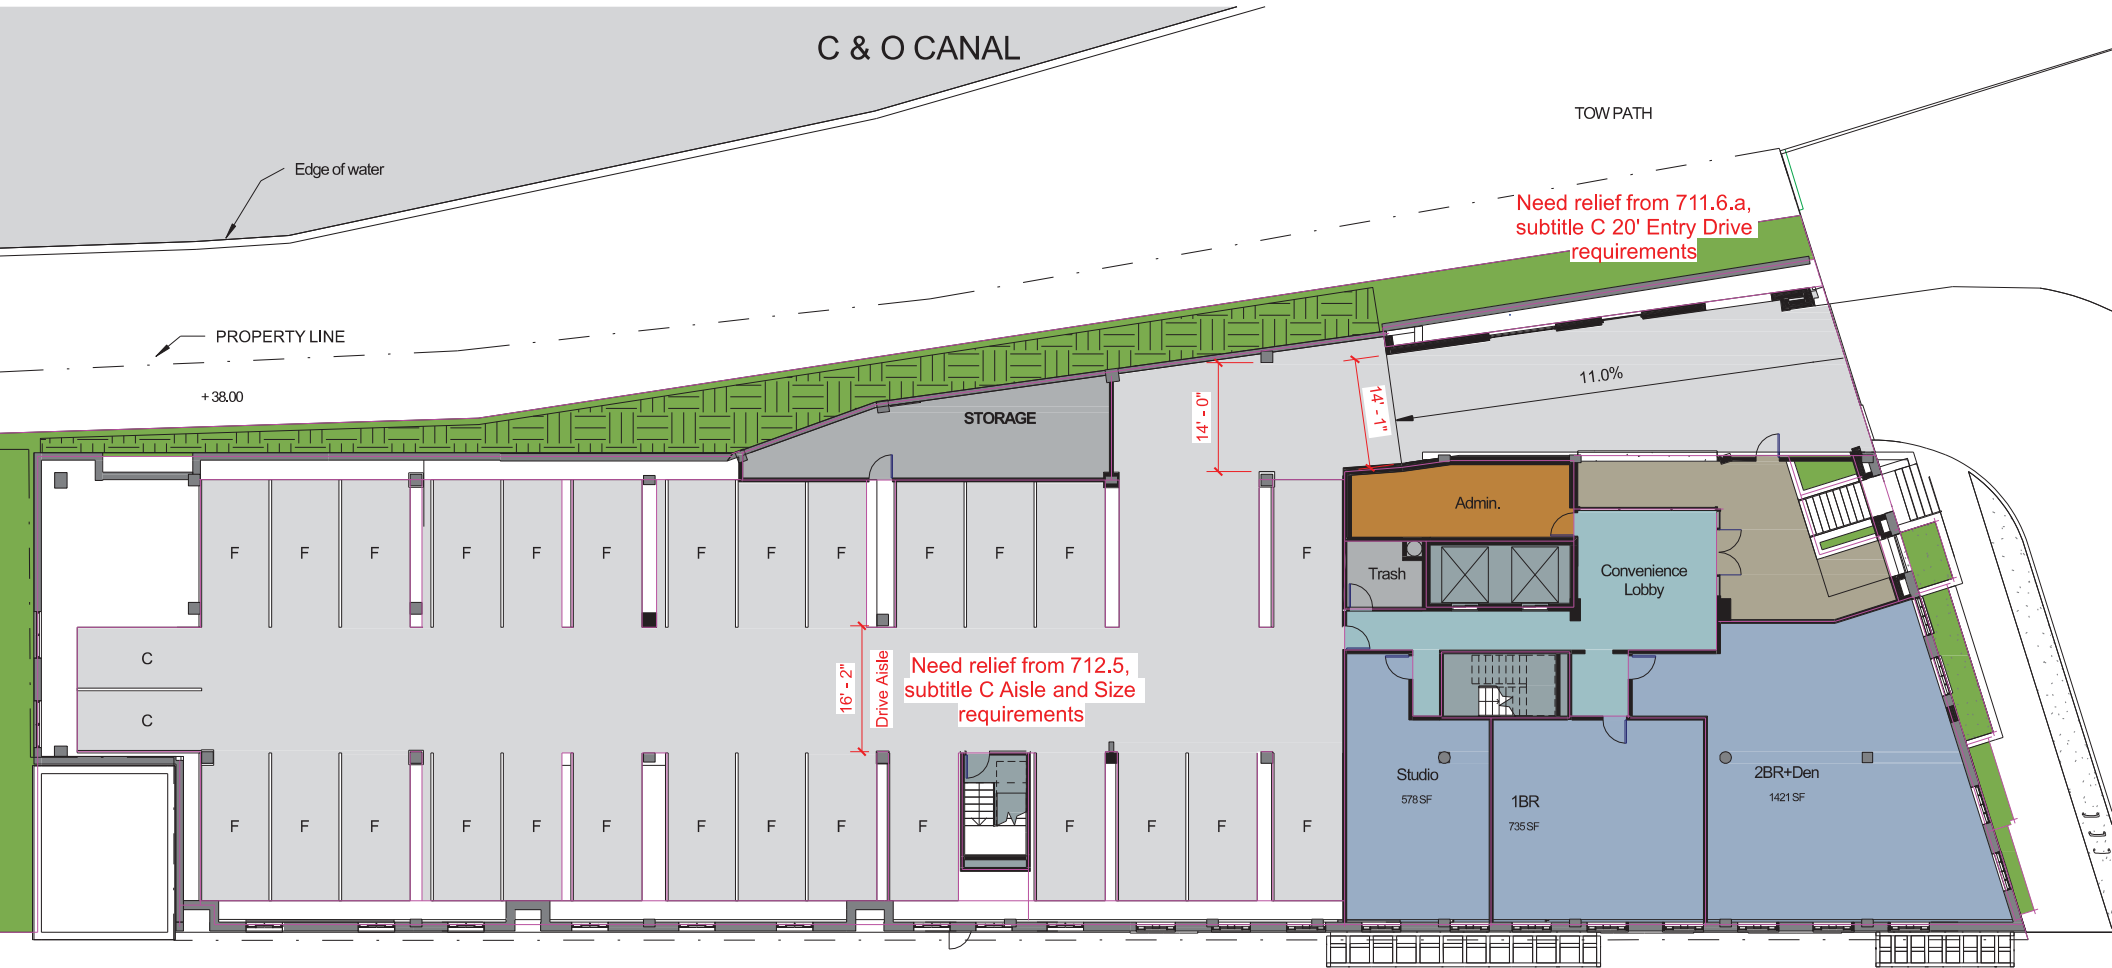 C & O CANAL
TOW PATH
Edge of water
Need relief from 711.6.a,
subtitle C 20' Entry Drive
requirements
PROPERTY LINE
+ 38.00
11.0%
14' - 0"
14' - 1"
STORAGE
Admin.
F F F F F F F F F F F F F
Trash
Convenience
Lobby
C
16' - 2"
Drive Aisle
Need relief from 712.5,
subtitle C Aisle and Size
requirements
C
Studio
578 SF
1BR
735 SF
2BR+Den
1421 SF
F F F F F F F F F F F F F F